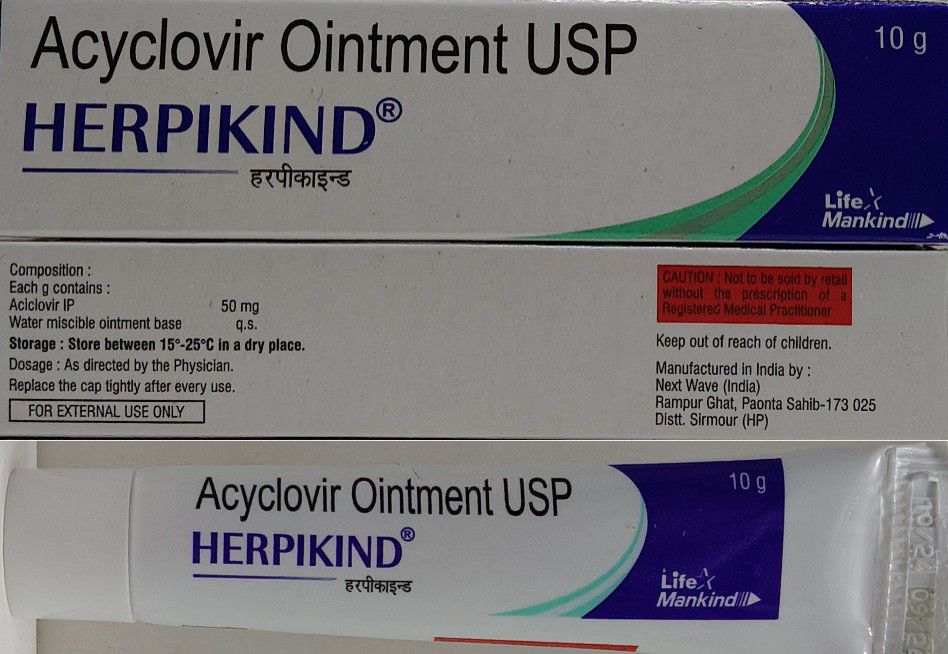 Acyclovir Ointment USP
10 g
HERPIKIND®
हरपीकाइन्ड
Life
Mankind
Composition :
Each g contains :
Aciclovir IP 50 mg
Water miscible ointment base q.s.
Storage : Store between 15°-25°C in a dry place.
Dosage : As directed by the Physician.
Replace the cap tightly after every use.
FOR EXTERNAL USE ONLY
CAUTION : Not to be sold by retail
without the prescription of a
Registered Medical Practitioner
Keep out of reach of children.
Manufactured in India by :
Next Wave (India)
Rampur Ghat, Paonta Sahib-173 025
Distt. Sirmour (HP)
Acyclovir Ointment USP
10 g
HERPIKIND®
हरपीकाइन्ड
Life
Mankind